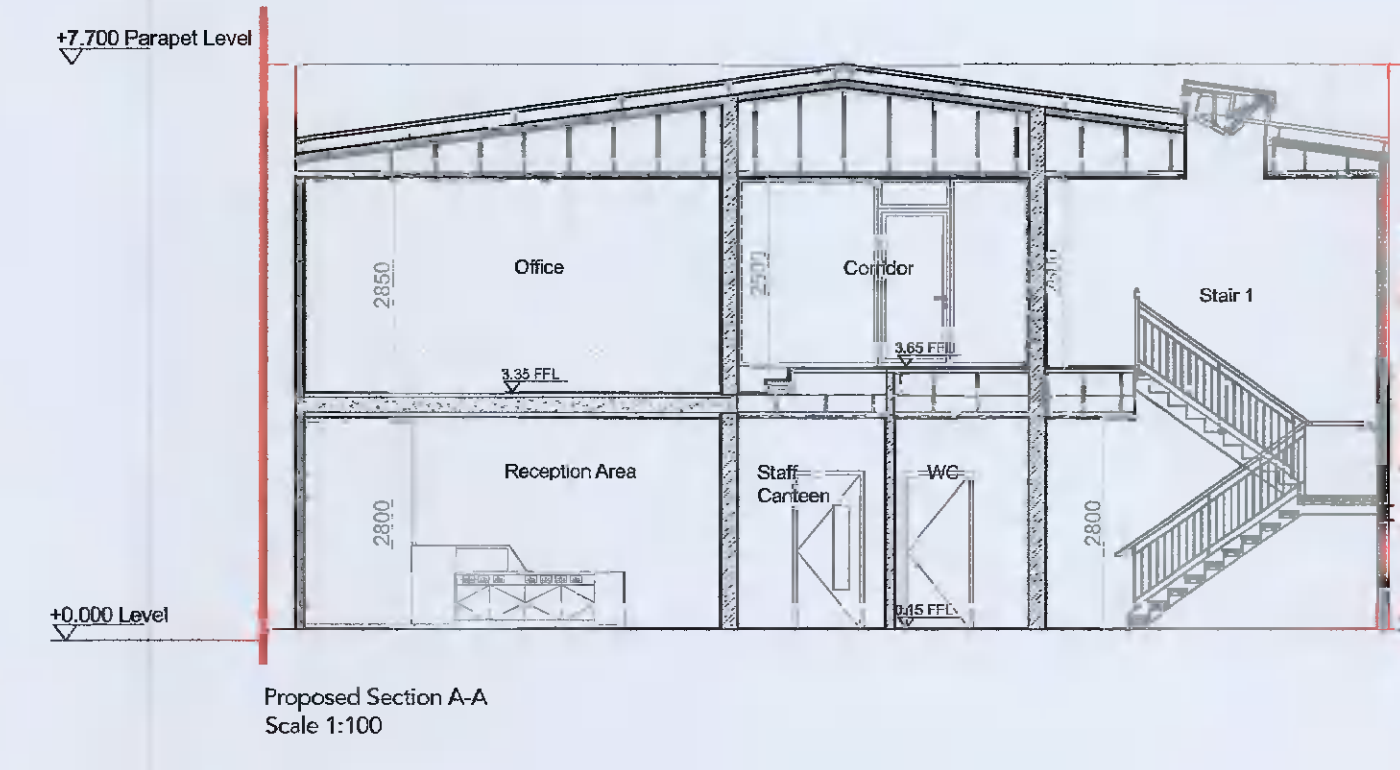 +7.700 Parapet Level
Office
Corridor
2850
2500
Stair 1
3.65 FFL
3.35 FFL
Reception Area
Staff
Canteen
WC
2800
2800
+0.000 Level
0.15 FFL
Proposed Section A-A
Scale 1:100